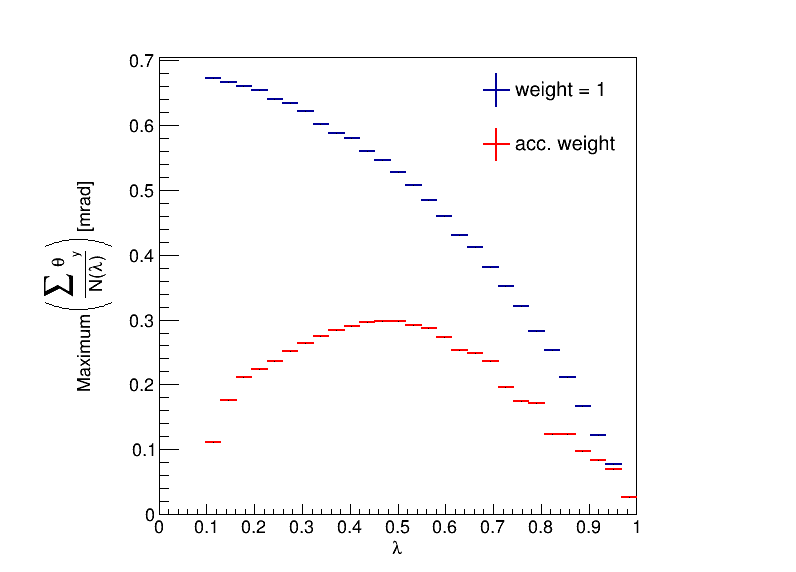 0.7
0.6
0.5
0.4
0.3
0.2
0.1
0
0 0.1 0.2 0.3 0.4 0.5 0.6 0.7 0.8 0.9 1
λ
Maximum(∑ θ_y / N(λ)) [mrad]
weight = 1
acc. weight